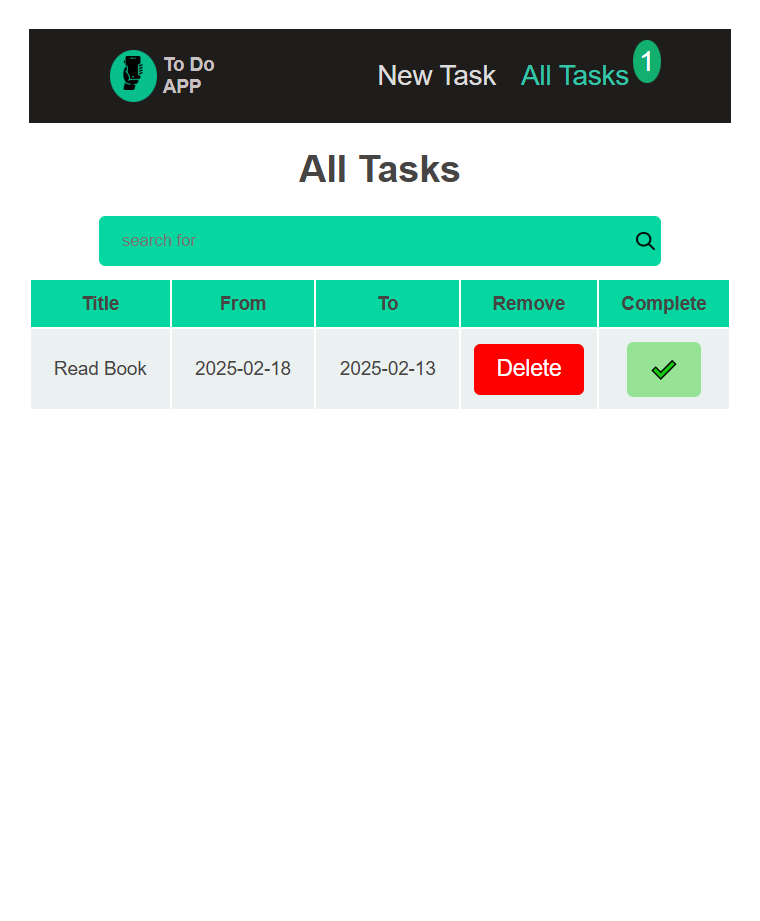 To Do
APP
New Task All Tasks 1
All Tasks
search for
Title From To Remove Complete
Read Book 2025-02-18 2025-02-13 Delete